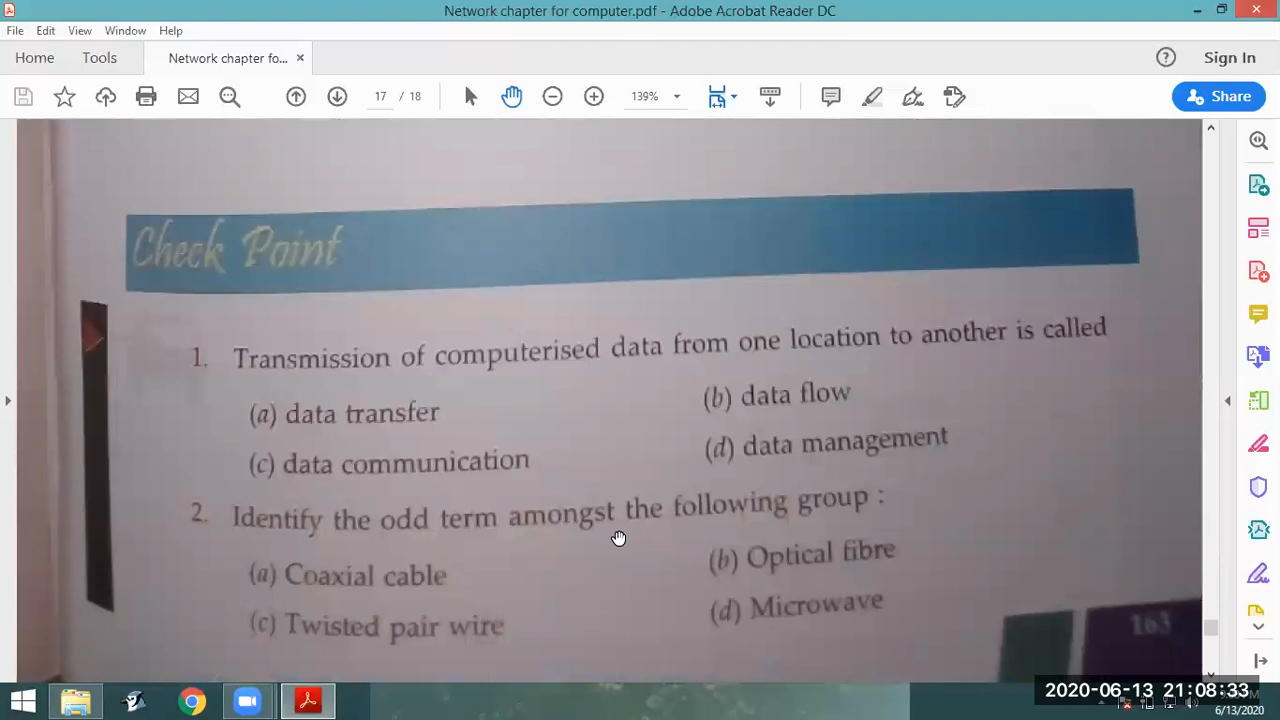 Network chapter for computer.pdf - Adobe Acrobat Reader DC
File Edit View Window Help
Home Tools Network chapter fo... × Sign In
17 / 18 139% Share
Check Point
1. Transmission of computerised data from one location to another is called
(a) data transfer (b) data flow
(c) data communication (d) data management
2. Identify the odd term amongst the following group :
(a) Coaxial cable (b) Optical fibre
(c) Twisted pair wire (d) Microwave
163
2020-06-13 21:08:33
6/13/2020